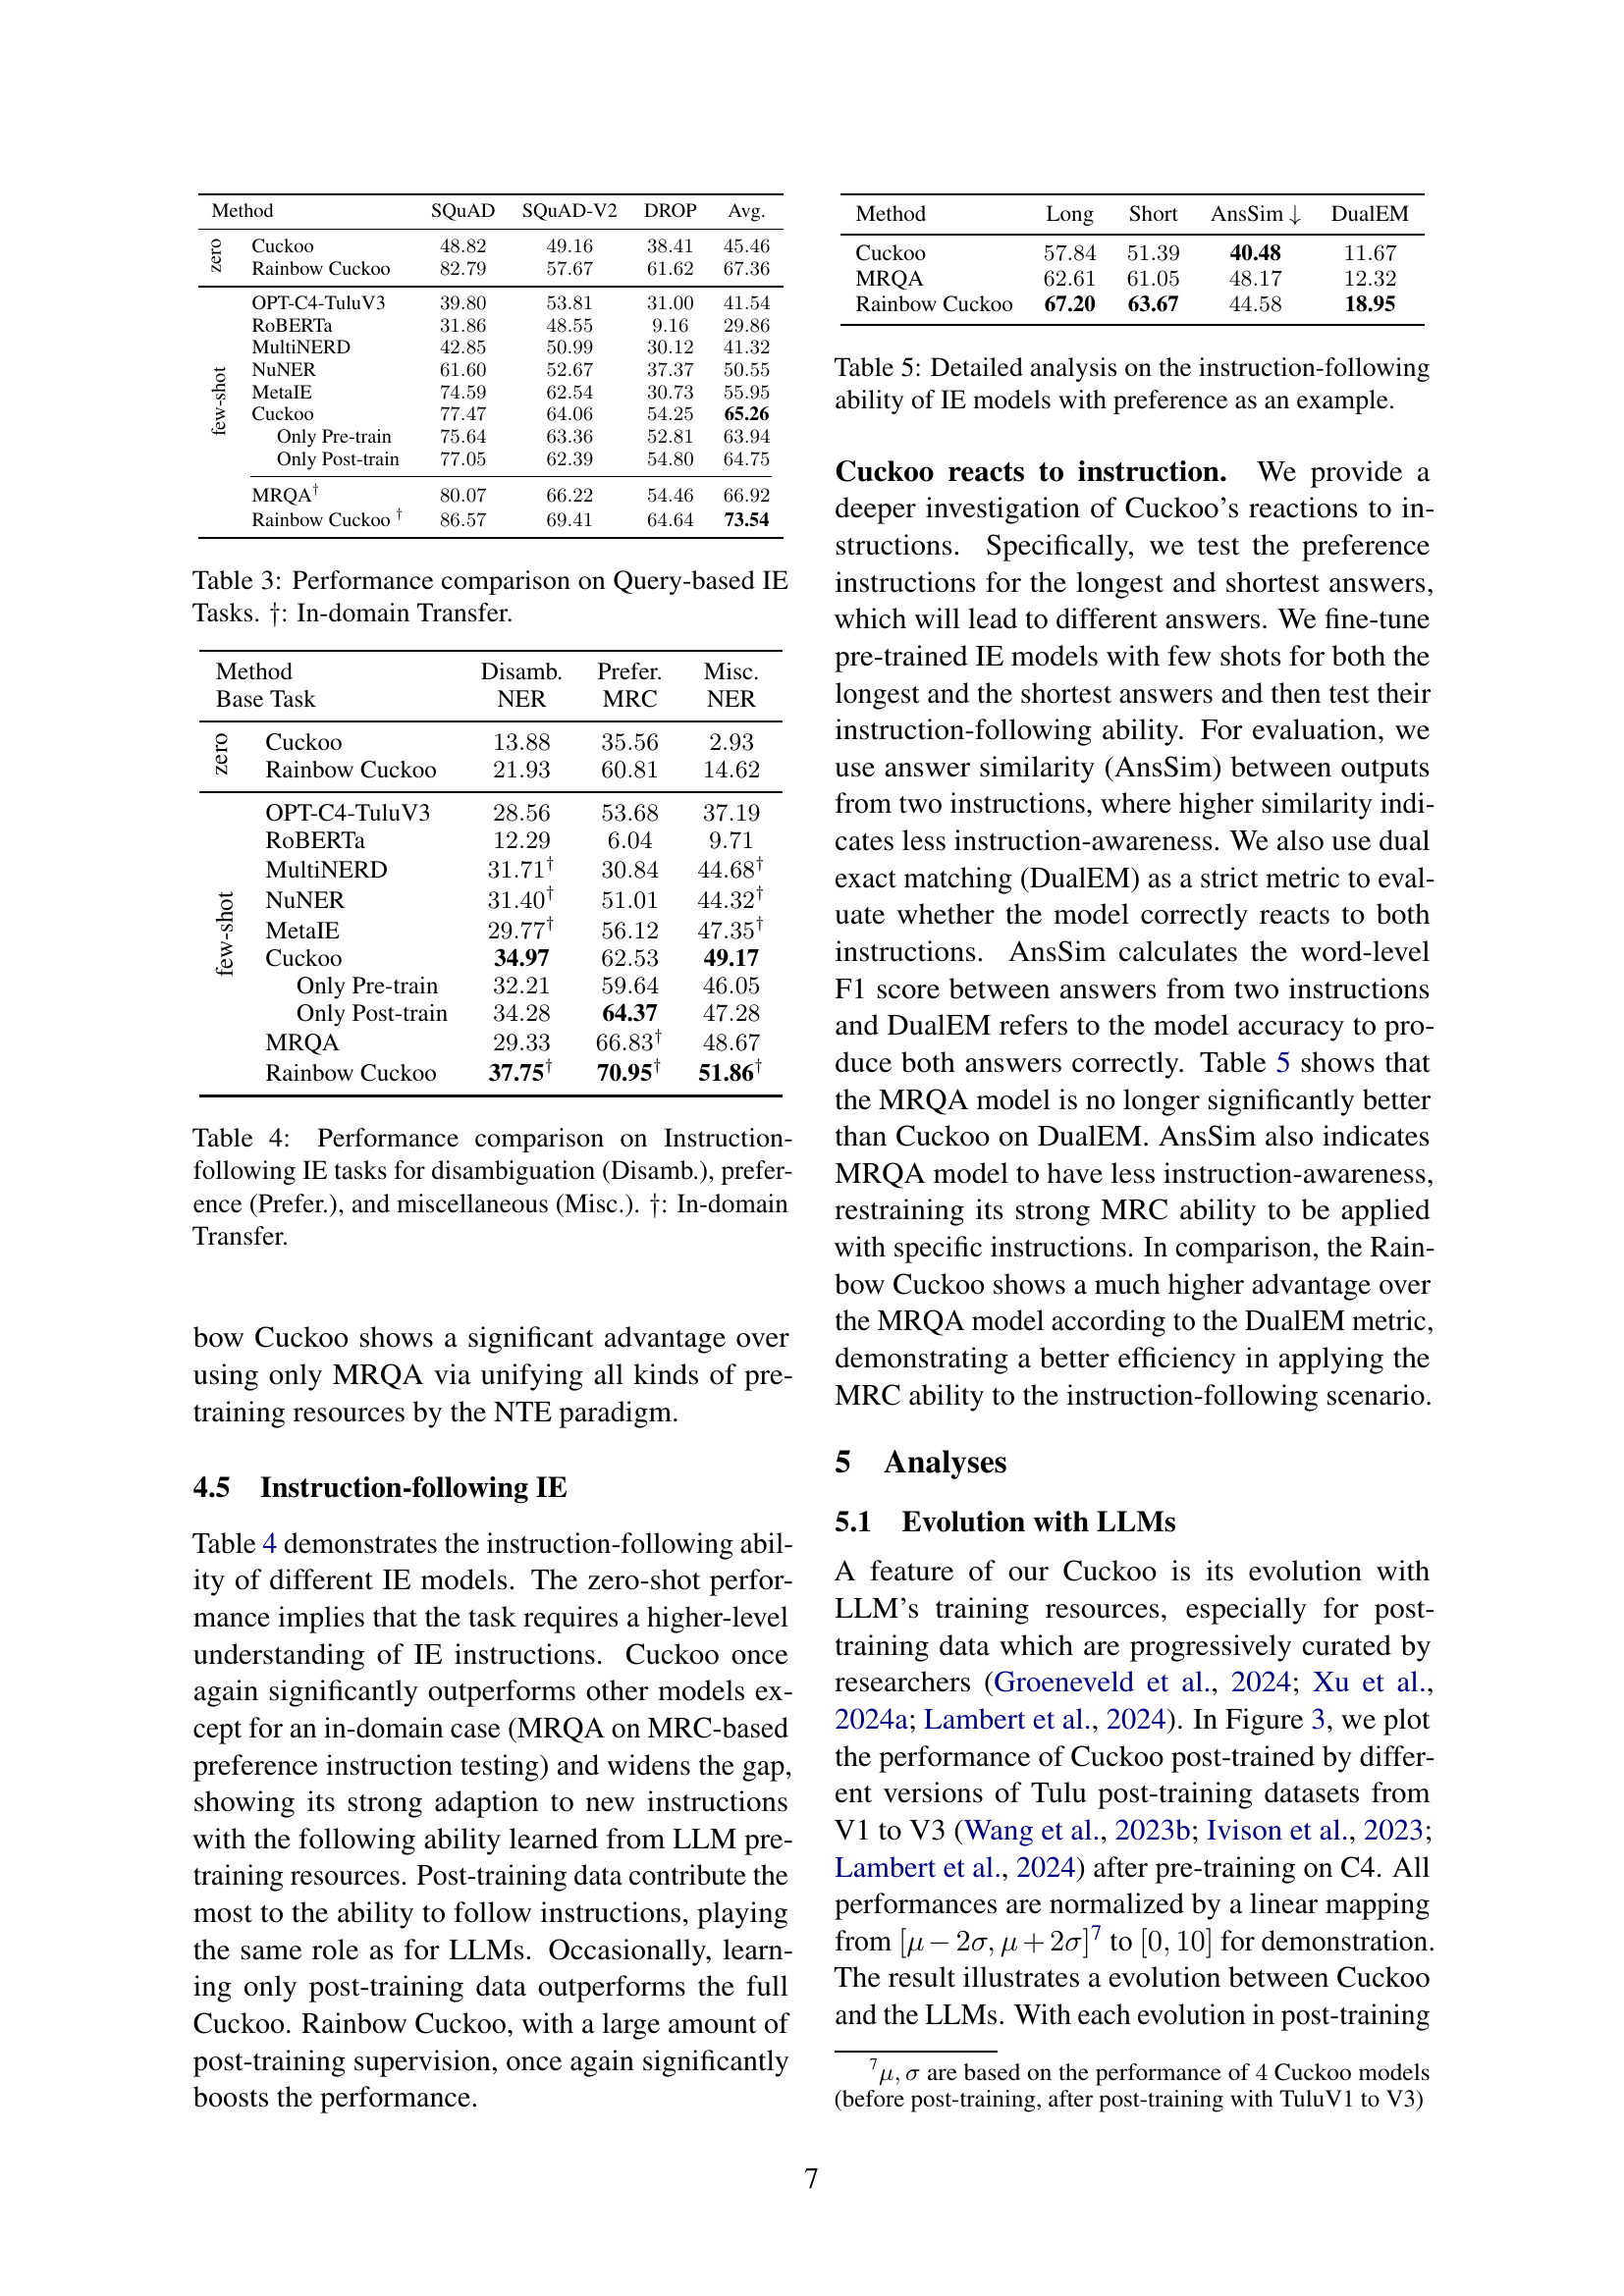 Method SQuAD SQuAD-V2 DROP Avg.
zero
Cuckoo 48.82 49.16 38.41 45.46
Rainbow Cuckoo 82.79 57.67 61.62 67.36
few-shot
OPT-C4-TuluV3 39.80 53.81 31.00 41.54
RoBERTa 31.86 48.55 9.16 29.86
MultiNERD 42.85 50.99 30.12 41.32
NuNER 61.60 52.67 37.37 50.55
MetaIE 74.59 62.54 30.73 55.95
Cuckoo 77.47 64.06 54.25 65.26
Only Pre-train 75.64 63.36 52.81 63.94
Only Post-train 77.05 62.39 54.80 64.75
MRQA† 80.07 66.22 54.46 66.92
Rainbow Cuckoo † 86.57 69.41 64.64 73.54
Table 3: Performance comparison on Query-based IE
Tasks. †: In-domain Transfer.
Method Disamb. Prefer. Misc.
Base Task NER MRC NER
zero
Cuckoo 13.88 35.56 2.93
Rainbow Cuckoo 21.93 60.81 14.62
few-shot
OPT-C4-TuluV3 28.56 53.68 37.19
RoBERTa 12.29 6.04 9.71
MultiNERD 31.71† 30.84 44.68†
NuNER 31.40† 51.01 44.32†
MetaIE 29.77† 56.12 47.35†
Cuckoo 34.97 62.53 49.17
Only Pre-train 32.21 59.64 46.05
Only Post-train 34.28 64.37 47.28
MRQA 29.33 66.83† 48.67
Rainbow Cuckoo 37.75† 70.95† 51.86†
Table 4: Performance comparison on Instruction-
following IE tasks for disambiguation (Disamb.), prefer-
ence (Prefer.), and miscellaneous (Misc.). †: In-domain
Transfer.
bow Cuckoo shows a significant advantage over
using only MRQA via unifying all kinds of pre-
training resources by the NTE paradigm.
4.5 Instruction-following IE
Table 4 demonstrates the instruction-following abil-
ity of different IE models. The zero-shot perfor-
mance implies that the task requires a higher-level
understanding of IE instructions. Cuckoo once
again significantly outperforms other models ex-
cept for an in-domain case (MRQA on MRC-based
preference instruction testing) and widens the gap,
showing its strong adaption to new instructions
with the following ability learned from LLM pre-
training resources. Post-training data contribute the
most to the ability to follow instructions, playing
the same role as for LLMs. Occasionally, learn-
ing only post-training data outperforms the full
Cuckoo. Rainbow Cuckoo, with a large amount of
post-training supervision, once again significantly
boosts the performance.
Method Long Short AnsSim ↓ DualEM
Cuckoo 57.84 51.39 40.48 11.67
MRQA 62.61 61.05 48.17 12.32
Rainbow Cuckoo 67.20 63.67 44.58 18.95
Table 5: Detailed analysis on the instruction-following
ability of IE models with preference as an example.
Cuckoo reacts to instruction. We provide a
deeper investigation of Cuckoo's reactions to in-
structions. Specifically, we test the preference
instructions for the longest and shortest answers,
which will lead to different answers. We fine-tune
pre-trained IE models with few shots for both the
longest and the shortest answers and then test their
instruction-following ability. For evaluation, we
use answer similarity (AnsSim) between outputs
from two instructions, where higher similarity indi-
cates less instruction-awareness. We also use dual
exact matching (DualEM) as a strict metric to eval-
uate whether the model correctly reacts to both
instructions. AnsSim calculates the word-level
F1 score between answers from two instructions
and DualEM refers to the model accuracy to pro-
duce both answers correctly. Table 5 shows that
the MRQA model is no longer significantly better
than Cuckoo on DualEM. AnsSim also indicates
MRQA model to have less instruction-awareness,
restraining its strong MRC ability to be applied
with specific instructions. In comparison, the Rain-
bow Cuckoo shows a much higher advantage over
the MRQA model according to the DualEM metric,
demonstrating a better efficiency in applying the
MRC ability to the instruction-following scenario.
5 Analyses
5.1 Evolution with LLMs
A feature of our Cuckoo is its evolution with
LLM's training resources, especially for post-
training data which are progressively curated by
researchers (Groeneveld et al., 2024; Xu et al.,
2024a; Lambert et al., 2024). In Figure 3, we plot
the performance of Cuckoo post-trained by differ-
ent versions of Tulu post-training datasets from
V1 to V3 (Wang et al., 2023b; Ivison et al., 2023;
Lambert et al., 2024) after pre-training on C4. All
performances are normalized by a linear mapping
from [μ − 2σ, μ + 2σ]⁷ to [0, 10] for demonstration.
The result illustrates a evolution between Cuckoo
and the LLMs. With each evolution in post-training
⁷μ, σ are based on the performance of 4 Cuckoo models
(before post-training, after post-training with TuluV1 to V3)
7